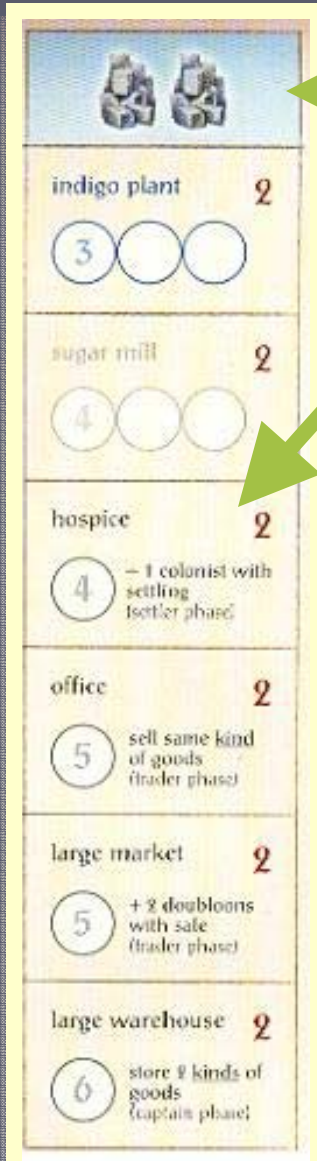 indigo plant 2
3
sugar mill 2
4
hospice 2
4 + 1 colonist with
settling
(settler phase)
office 2
5 sell same kind
of goods
(trader phase)
large market 2
5 + 2 doubloons
with sale
(trader phase)
large warehouse 2
6 store 2 kinds of
goods
(captain phase)